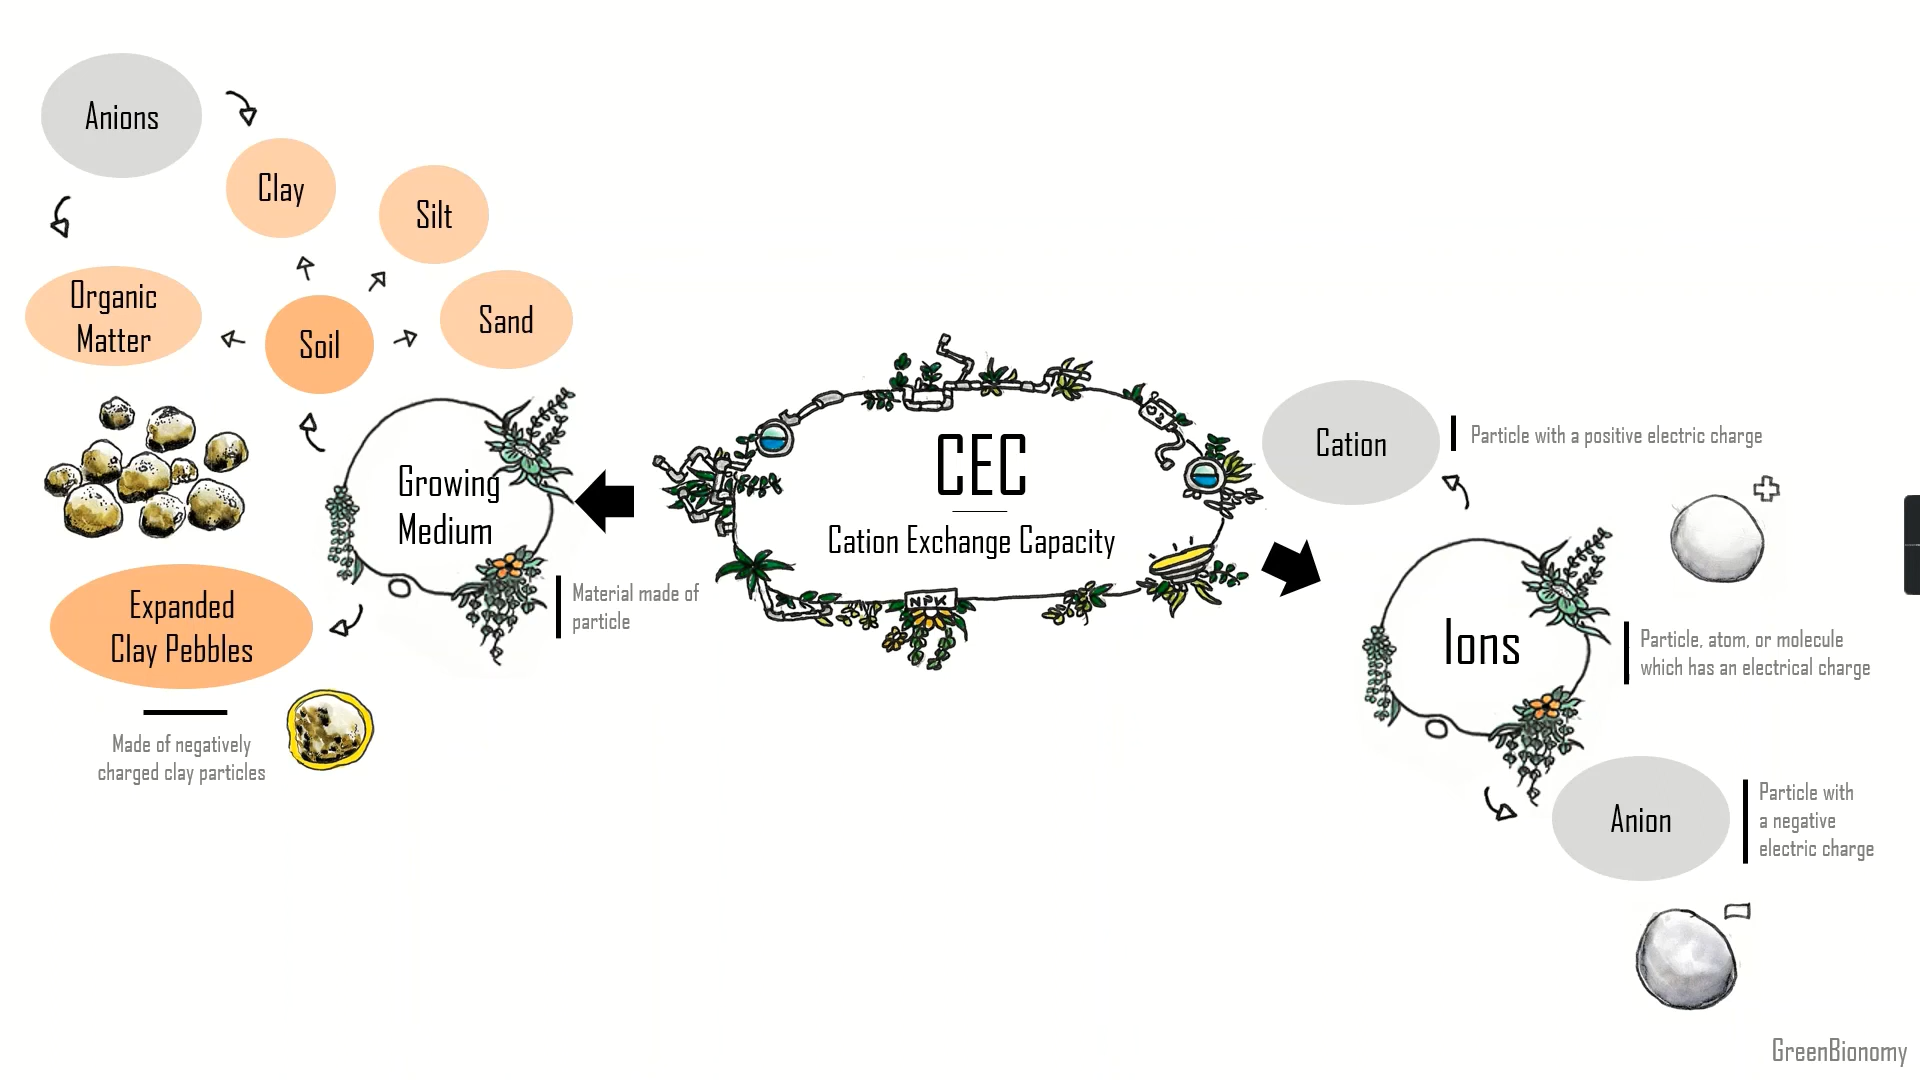 Anions
Clay
Silt
Organic
Matter
Soil
Sand
Growing
Medium
Material made of
particle
Expanded
Clay Pebbles
Made of negatively
charged clay particles
CEC
Cation Exchange Capacity
NPK
Cation
Particle with a positive electric charge
Ions
Particle, atom, or molecule
which has an electrical charge
Anion
Particle with
a negative
electric charge
GreenBionomy